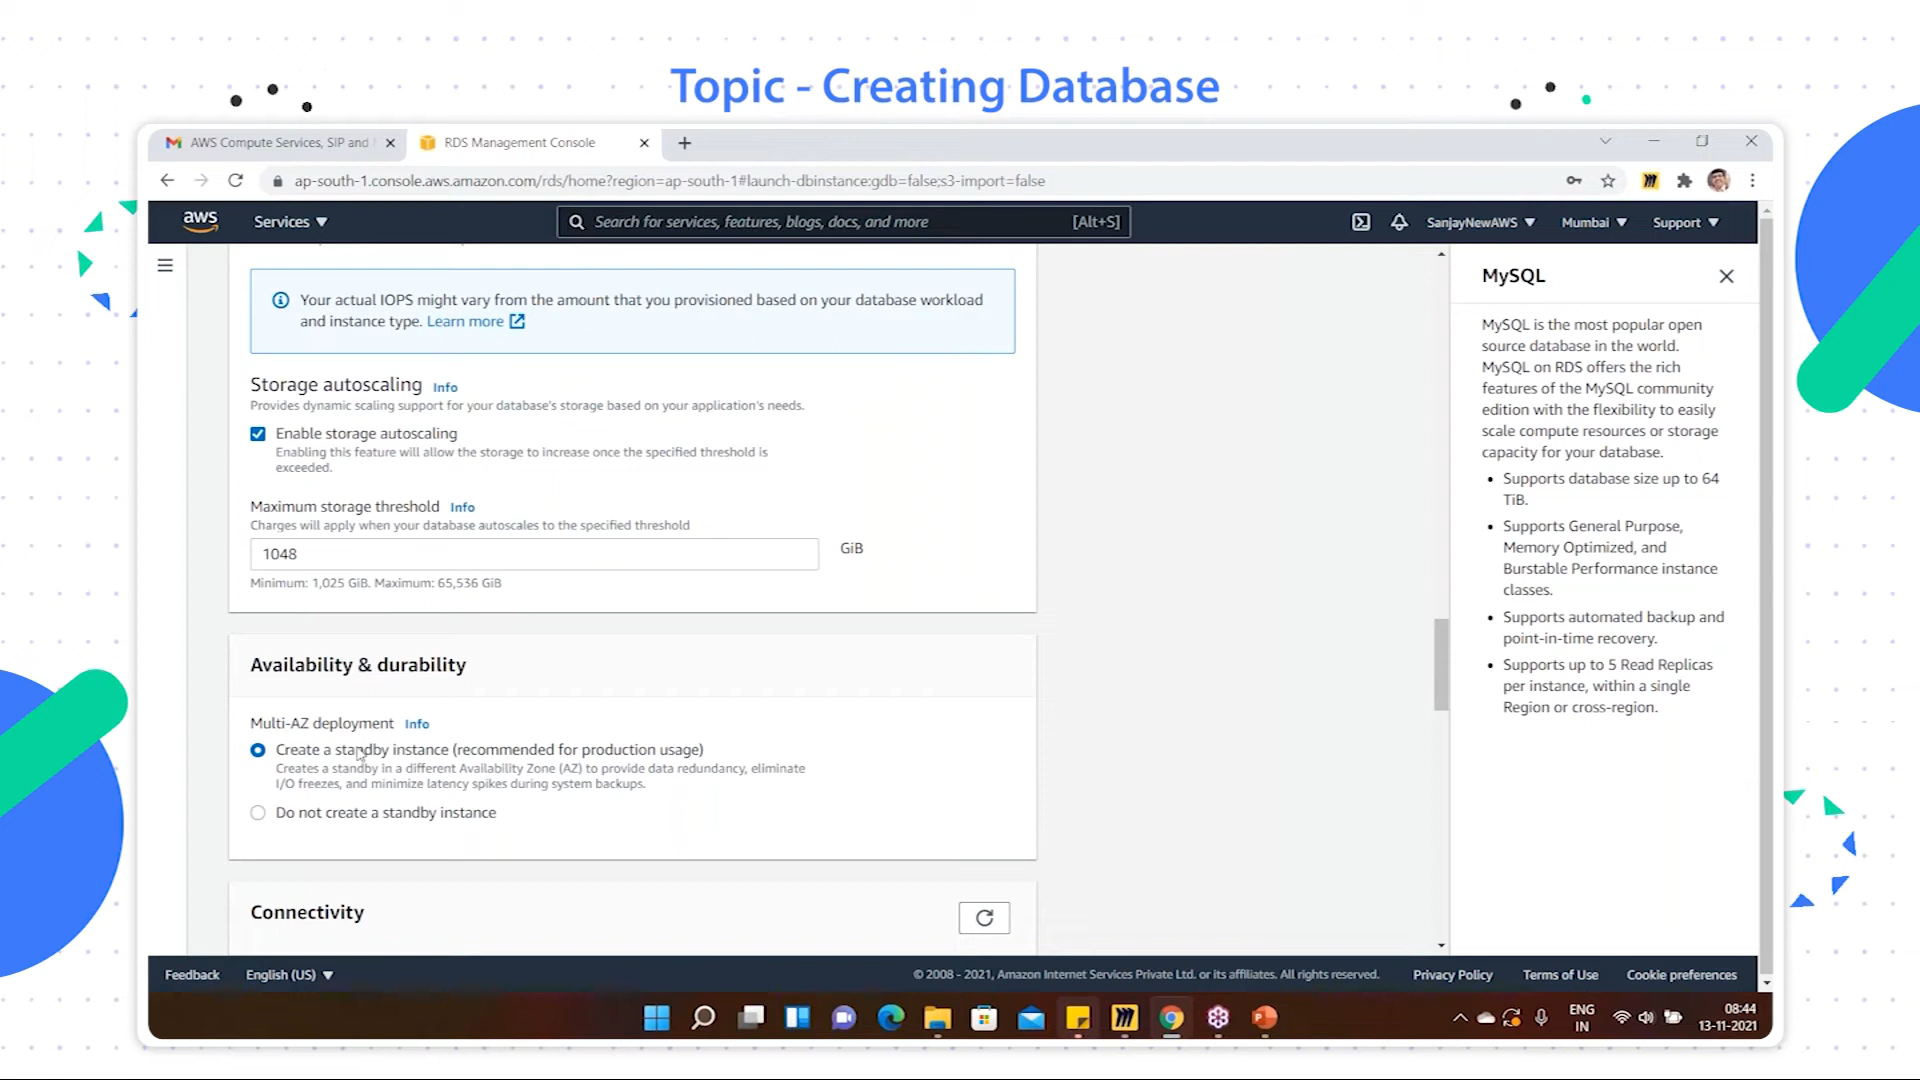 Topic - Creating Database
AWS Compute Services, SIP and
RDS Management Console
ap-south-1.console.aws.amazon.com/rds/home?region=ap-south-1#launch-dbinstance:gdb=false;s3-import=false
aws
Services
Search for services, features, blogs, docs, and more
[Alt+S]
SanjayNewAWS
Mumbai
Support
Your actual IOPS might vary from the amount that you provisioned based on your database workload
and instance type. Learn more
Storage autoscaling Info
Provides dynamic scaling support for your database's storage based on your application's needs.
Enable storage autoscaling
Enabling this feature will allow the storage to increase once the specified threshold is
exceeded.
Maximum storage threshold Info
Charges will apply when your database autoscales to the specified threshold
1048
GiB
Minimum: 1,025 GiB. Maximum: 65,536 GiB
Availability & durability
Multi-AZ deployment Info
Create a standby instance (recommended for production usage)
Creates a standby in a different Availability Zone (AZ) to provide data redundancy, eliminate
I/O freezes, and minimize latency spikes during system backups.
Do not create a standby instance
Connectivity
MySQL
MySQL is the most popular open
source database in the world.
MySQL on RDS offers the rich
features of the MySQL community
edition with the flexibility to easily
scale compute resources or storage
capacity for your database.
• Supports database size up to 64
TiB.
• Supports General Purpose,
Memory Optimized, and
Burstable Performance instance
classes.
• Supports automated backup and
point-in-time recovery.
• Supports up to 5 Read Replicas
per instance, within a single
Region or cross-region.
Feedback
English (US)
© 2008 - 2021, Amazon Internet Services Private Ltd. or its affiliates. All rights reserved.
Privacy Policy
Terms of Use
Cookie preferences
ENG
IN
08:44
13-11-2021